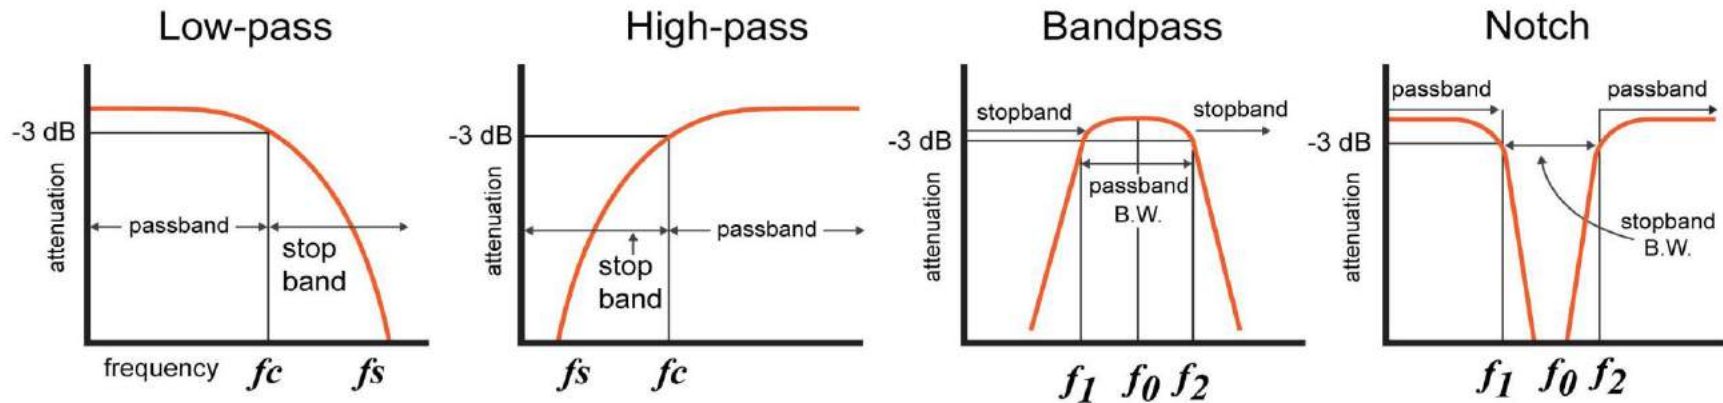 Low-pass
-3 dB
attenuation
passband
stop
band
frequency
fc
fs
High-pass
-3 dB
attenuation
passband
stop
band
fs
fc
Bandpass
stopband
stopband
-3 dB
attenuation
passband
B.W.
f1
f0
f2
Notch
passband
passband
-3 dB
attenuation
stopband
B.W.
f1
f0
f2